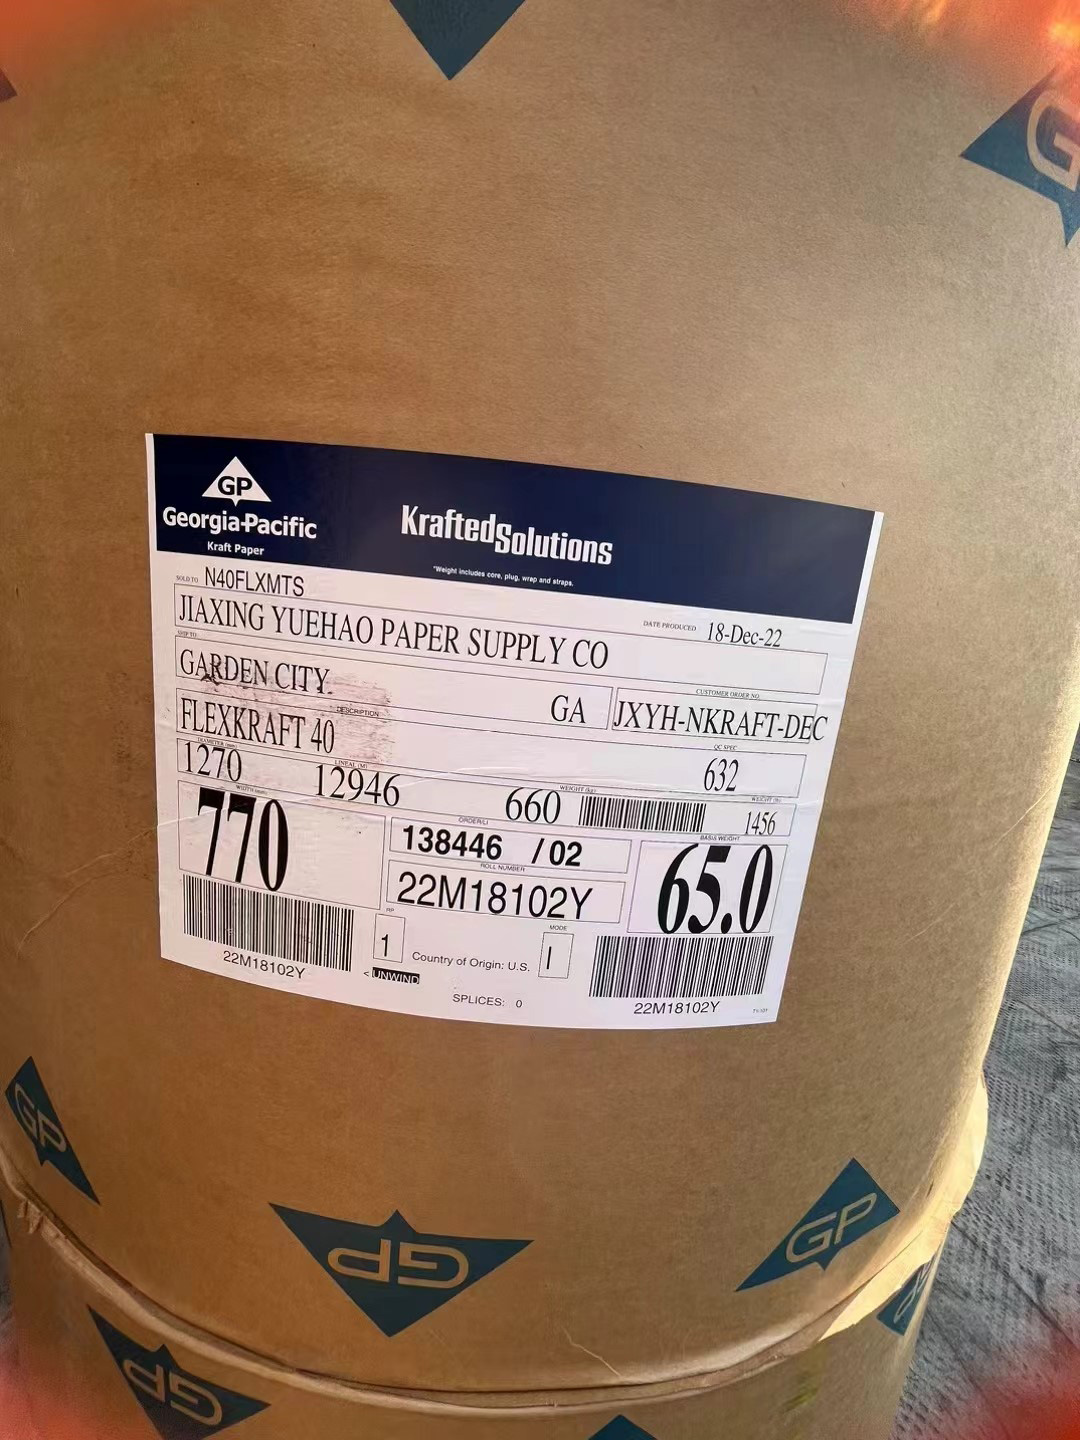 G
GP
Georgia-Pacific
Kraft Paper
KraftedSolutions
*Weight includes core, plug, wrap and straps.
SOLD TO N40FLXMTS
DATE PRODUCED 18-Dec-22
JIAXING YUEHAO PAPER SUPPLY CO
SHIP TO
GARDEN CITY.
GA
CUSTOMER ORDER NO.
JXYH-NKRAFT-DEC
DESCRIPTION
FLEXKRAFT 40
QC SPEC
632
DIAMETER (mm)
1270
LINEAL (M)
12946
WEIGHT (kg)
660
WEIGHT (lb)
1456
WIDTH (mm)
770
ORDER/LI
138446 / 02
ROLL NUMBER
22M18102Y
BASIS WEIGHT
65.0
22M18102Y
1
< UNWIND
Country of Origin: U.S.
MODE
I
SPLICES: 0
22M18102Y
GP
GP
GP
GP